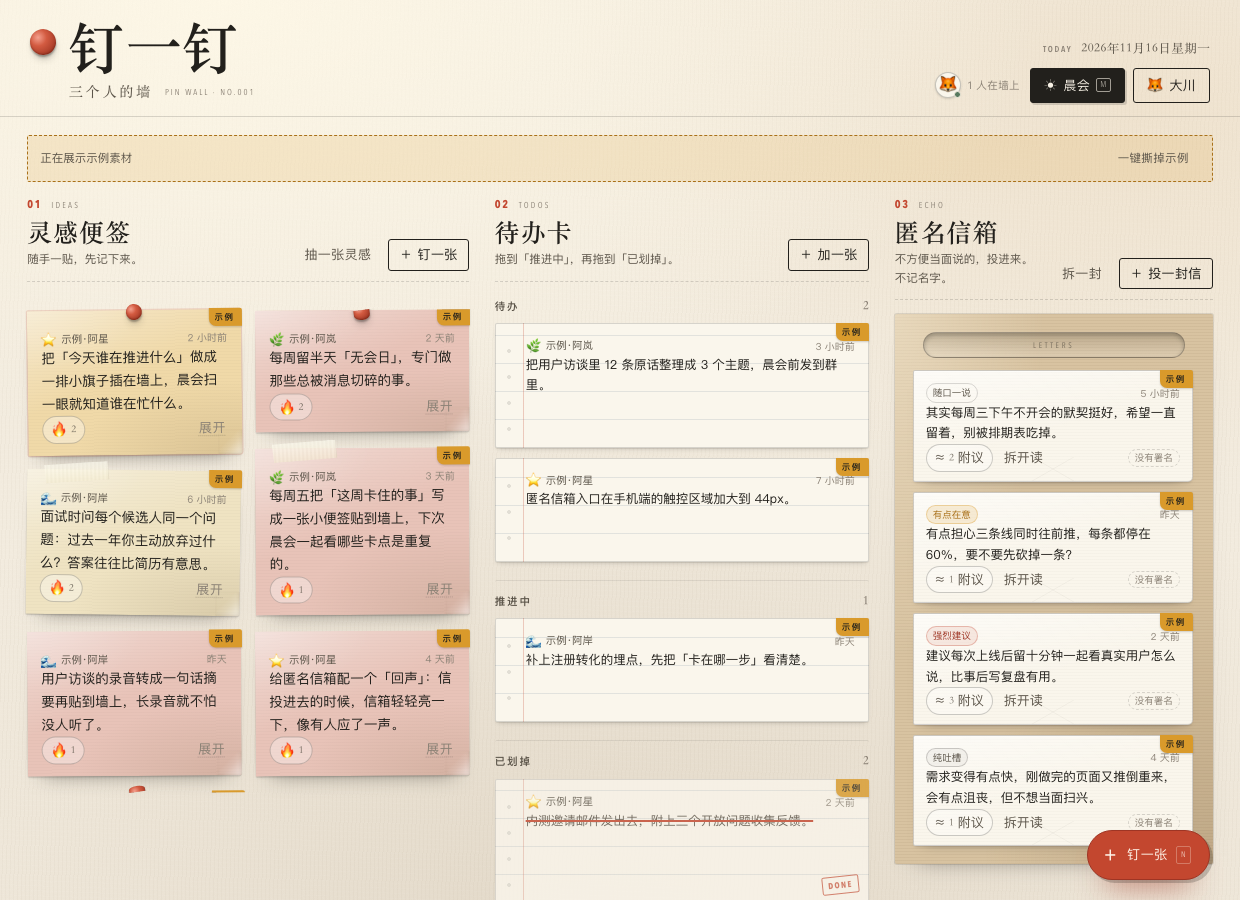 钉一钉
三个人的墙 PIN WALL · NO.001
TODAY 2026年11月16日星期一
1 人在墙上
晨会 M
大川
正在展示示例素材
一键撕掉示例
01 IDEAS
灵感便签
随手一贴，先记下来。
抽一张灵感
+ 钉一张
示例
示例·阿星
2 小时前
把「今天谁在推进什么」做成
一排小旗子插在墙上，晨会扫
一眼就知道谁在忙什么。
2
展开
示例
示例·阿岚
2 天前
每周留半天「无会日」，专门做
那些总被消息切碎的事。
2
展开
示例
示例·阿岸
6 小时前
面试时问每个候选人同一个问
题：过去一年你主动放弃过什
么？答案往往比简历有意思。
2
展开
示例
示例·阿岚
3 天前
每周五把「这周卡住的事」写
成一张小便签贴到墙上，下次
晨会一起看哪些卡点是重复
的。
1
展开
示例
示例·阿岸
昨天
用户访谈的录音转成一句话摘
要再贴到墙上，长录音就不怕
没人听了。
1
展开
示例
示例·阿星
4 天前
给匿名信箱配一个「回声」：信
投进去的时候，信箱轻轻亮一
下，像有人应了一声。
1
展开
02 TODOS
待办卡
拖到「推进中」，再拖到「已划掉」。
+ 加一张
待办
2
示例
示例·阿岚
3 小时前
把用户访谈里 12 条原话整理成 3 个主题，晨会前发到群
里。
示例
示例·阿星
7 小时前
匿名信箱入口在手机端的触控区域加大到 44px。
推进中
1
示例
示例·阿岸
昨天
补上注册转化的埋点，先把「卡在哪一步」看清楚。
已划掉
2
示例
示例·阿星
2 天前
内测邀请邮件发出去，附上三个开放问题收集反馈。
DONE
03 ECHO
匿名信箱
不方便当面说的，投进来。
不记名字。
拆一封
+ 投一封信
LETTERS
示例
随口一说
5 小时前
其实每周三下午不开会的默契挺好，希望一直
留着，别被排期表吃掉。
≈ 2 附议
拆开读
没有署名
示例
有点在意
昨天
有点担心三条线同时往前推，每条都停在
60%，要不要先砍掉一条？
≈ 1 附议
拆开读
没有署名
示例
强烈建议
2 天前
建议每次上线后留十分钟一起看真实用户怎么
说，比事后写复盘有用。
≈ 3 附议
拆开读
没有署名
示例
纯吐槽
4 天前
需求变得有点快，刚做完的页面又推倒重来，
会有点沮丧，但不想当面扫兴。
≈ 1 附议
拆开读
没有署名
+ 钉一张 N